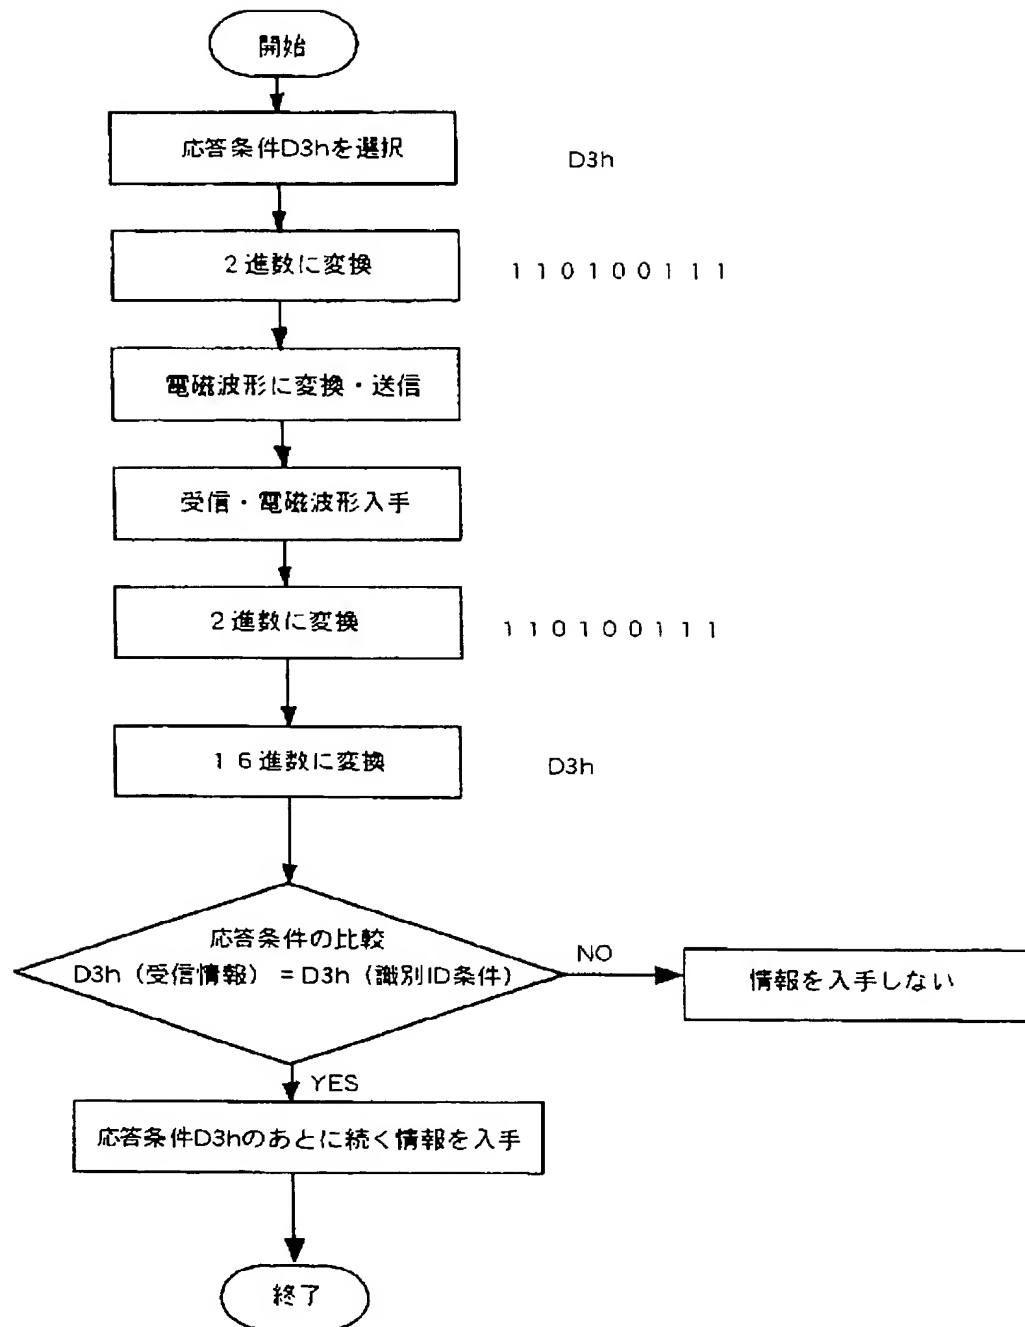 開始
応答条件D3hを選択
D3h
2進数に変換
110100111
電磁波形に変換・送信
受信・電磁波形入手
2進数に変換
110100111
16進数に変換
D3h
応答条件の比較
D3h（受信情報）＝D3h（識別ID条件）
NO
情報を入手しない
YES
応答条件D3hのあとに続く情報を入手
終了